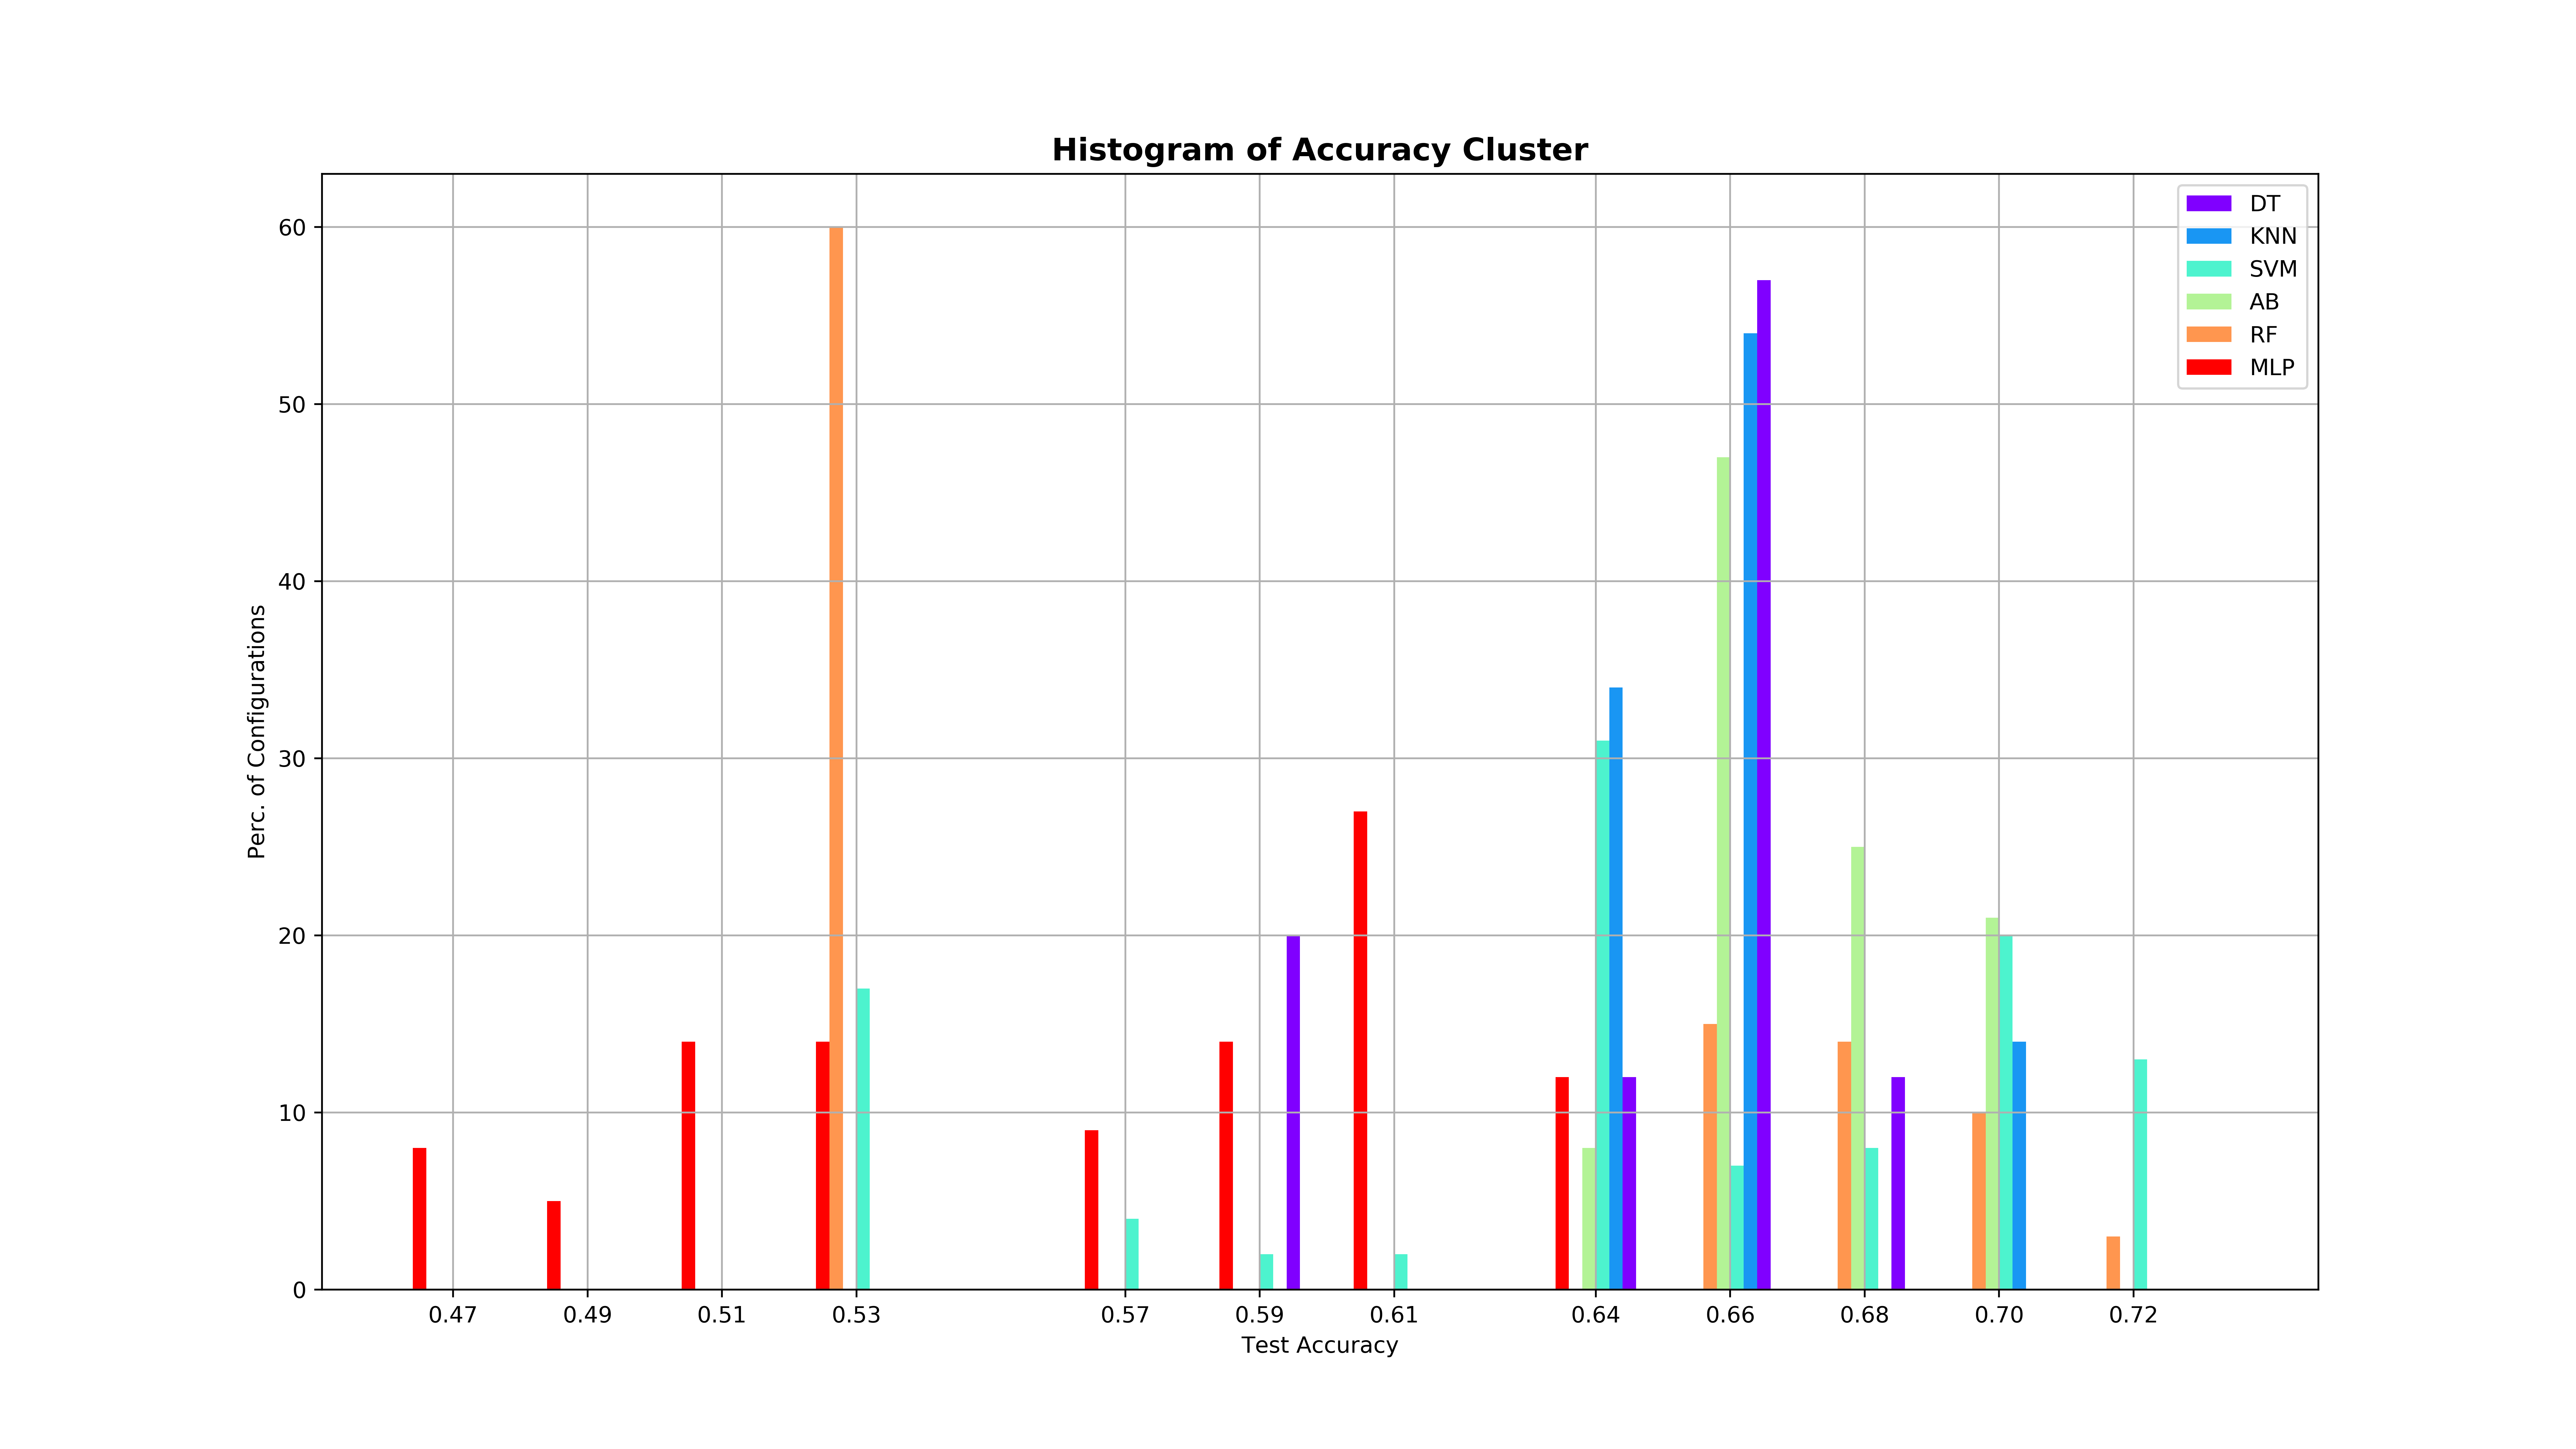 Histogram of Accuracy Cluster
DT
KNN
SVM
AB
RF
MLP
60
50
40
30
20
10
0
Perc. of Configurations
0.47 0.49 0.51 0.53 0.57 0.59 0.61 0.64 0.66 0.68 0.70 0.72
Test Accuracy